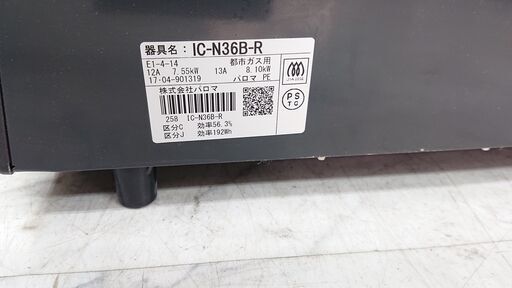 器具名： IC-N36B-R
E1-4-14 都市ガス用
12A 7.55kW 13A 8.10kW
17・04-901319 パロマ PE
株式会社パロマ
258 IC-N36B-R
区分C 効率56.3%
区分J 効率192Wh
PS
TG